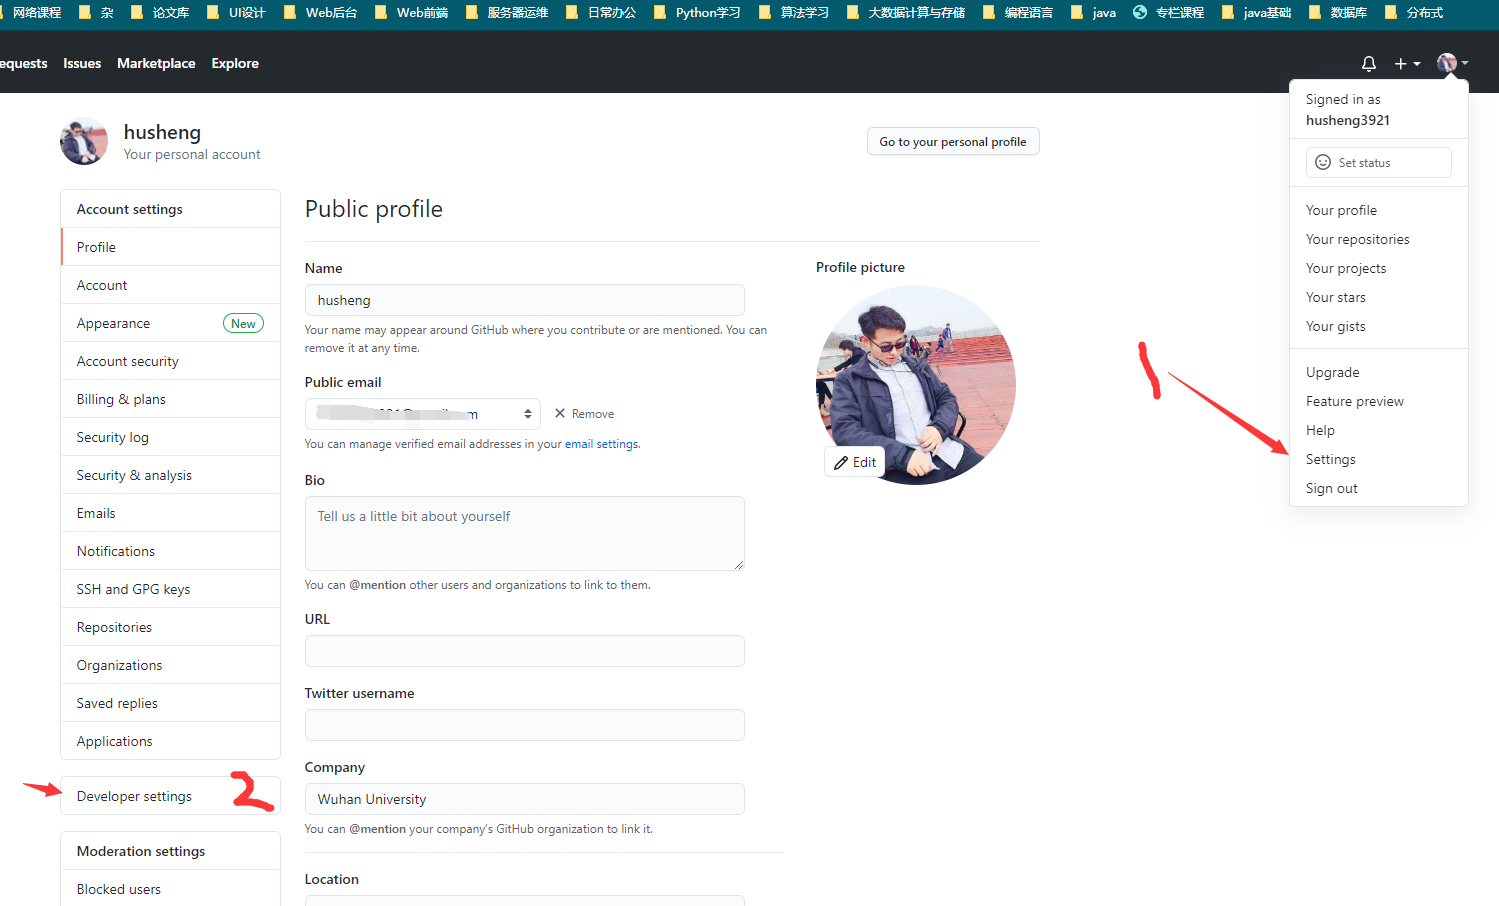 网络课程 杂 论文库 UI设计 Web后台 Web前端 服务器运维 日常办公 Python学习 算法学习 大数据计算与存储 编程语言 java 专栏课程 java基础 数据库 分布式
equests Issues Marketplace Explore
Signed in as
husheng3921
Set status
Your profile
Your repositories
Your projects
Your stars
Your gists
Upgrade
Feature preview
Help
Settings
Sign out
1
husheng
Your personal account
Go to your personal profile
Account settings
Profile
Account
Appearance New
Account security
Billing & plans
Security log
Security & analysis
Emails
Notifications
SSH and GPG keys
Repositories
Organizations
Saved replies
Applications
Developer settings 2
Moderation settings
Blocked users
Public profile
Name
husheng
Your name may appear around GitHub where you contribute or are mentioned. You can
remove it at any time.
Public email
Remove
You can manage verified email addresses in your email settings.
Bio
Tell us a little bit about yourself
You can @mention other users and organizations to link to them.
URL
Twitter username
Company
Wuhan University
You can @mention your company's GitHub organization to link it.
Location
Profile picture
Edit